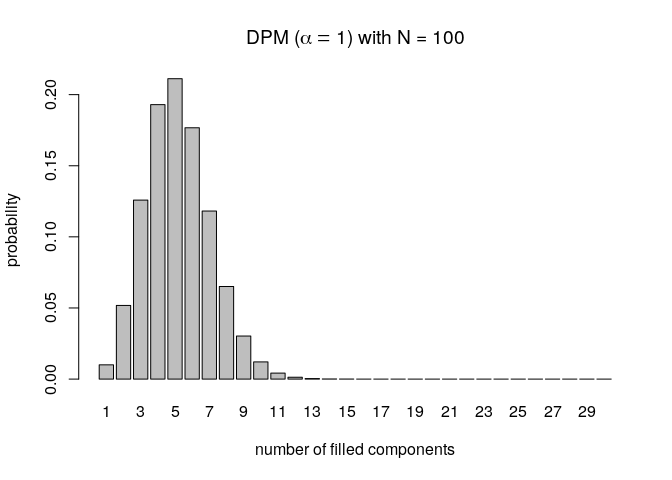 DPM (α = 1) with N = 100
probability
0.20
0.15
0.10
0.05
0.00
1 3 5 7 9 11 13 15 17 19 21 23 25 27 29
number of filled components